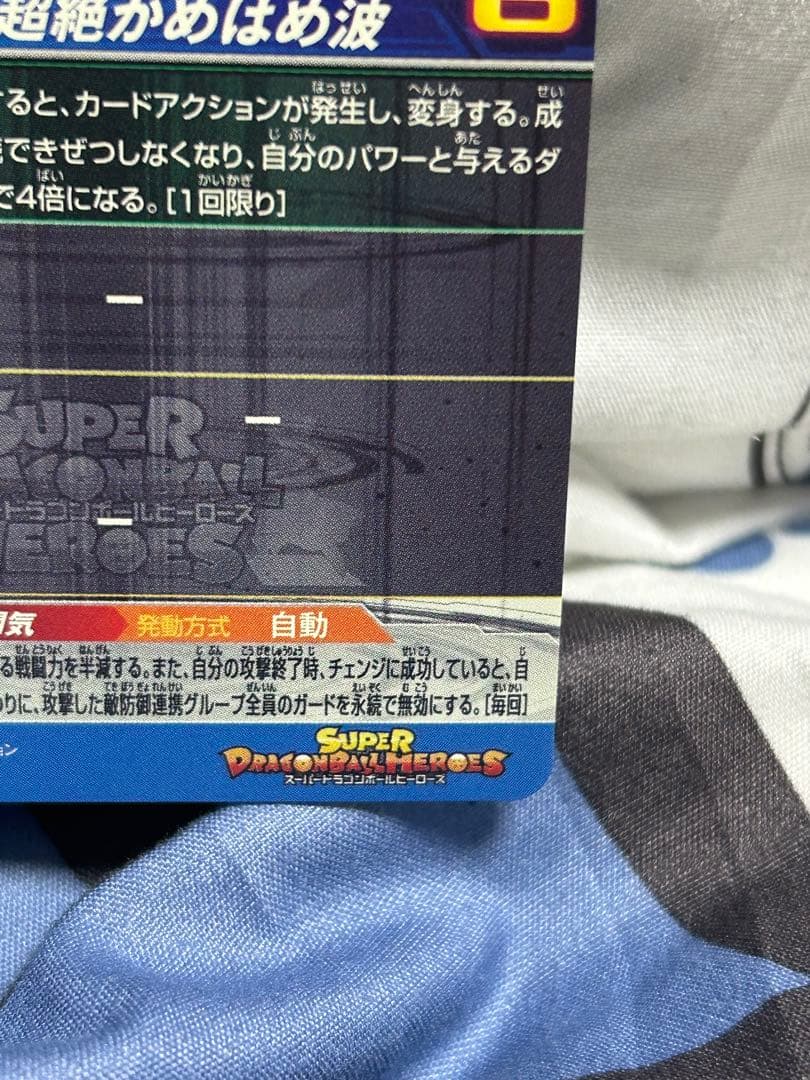 超絶かめはめ波
すると、カードアクションが発生し、変身する。成
できぜつしなくなり、自分のパワーと与えるダ
で4倍になる。[1回限り]
SUPER
DRAGONBALL
ードラゴンボールヒーローズ
HEROES
気 発動方式 自動
る戦闘力を半減する。また、自分の攻撃終了時、チェンジに成功していると、自
わりに、攻撃した敵防御連携グループ全員のガードを永続で無効にする。[毎回]
ョン
SUPER
DRAGONBALL HEROES
スーパードラゴンボールヒーローズ